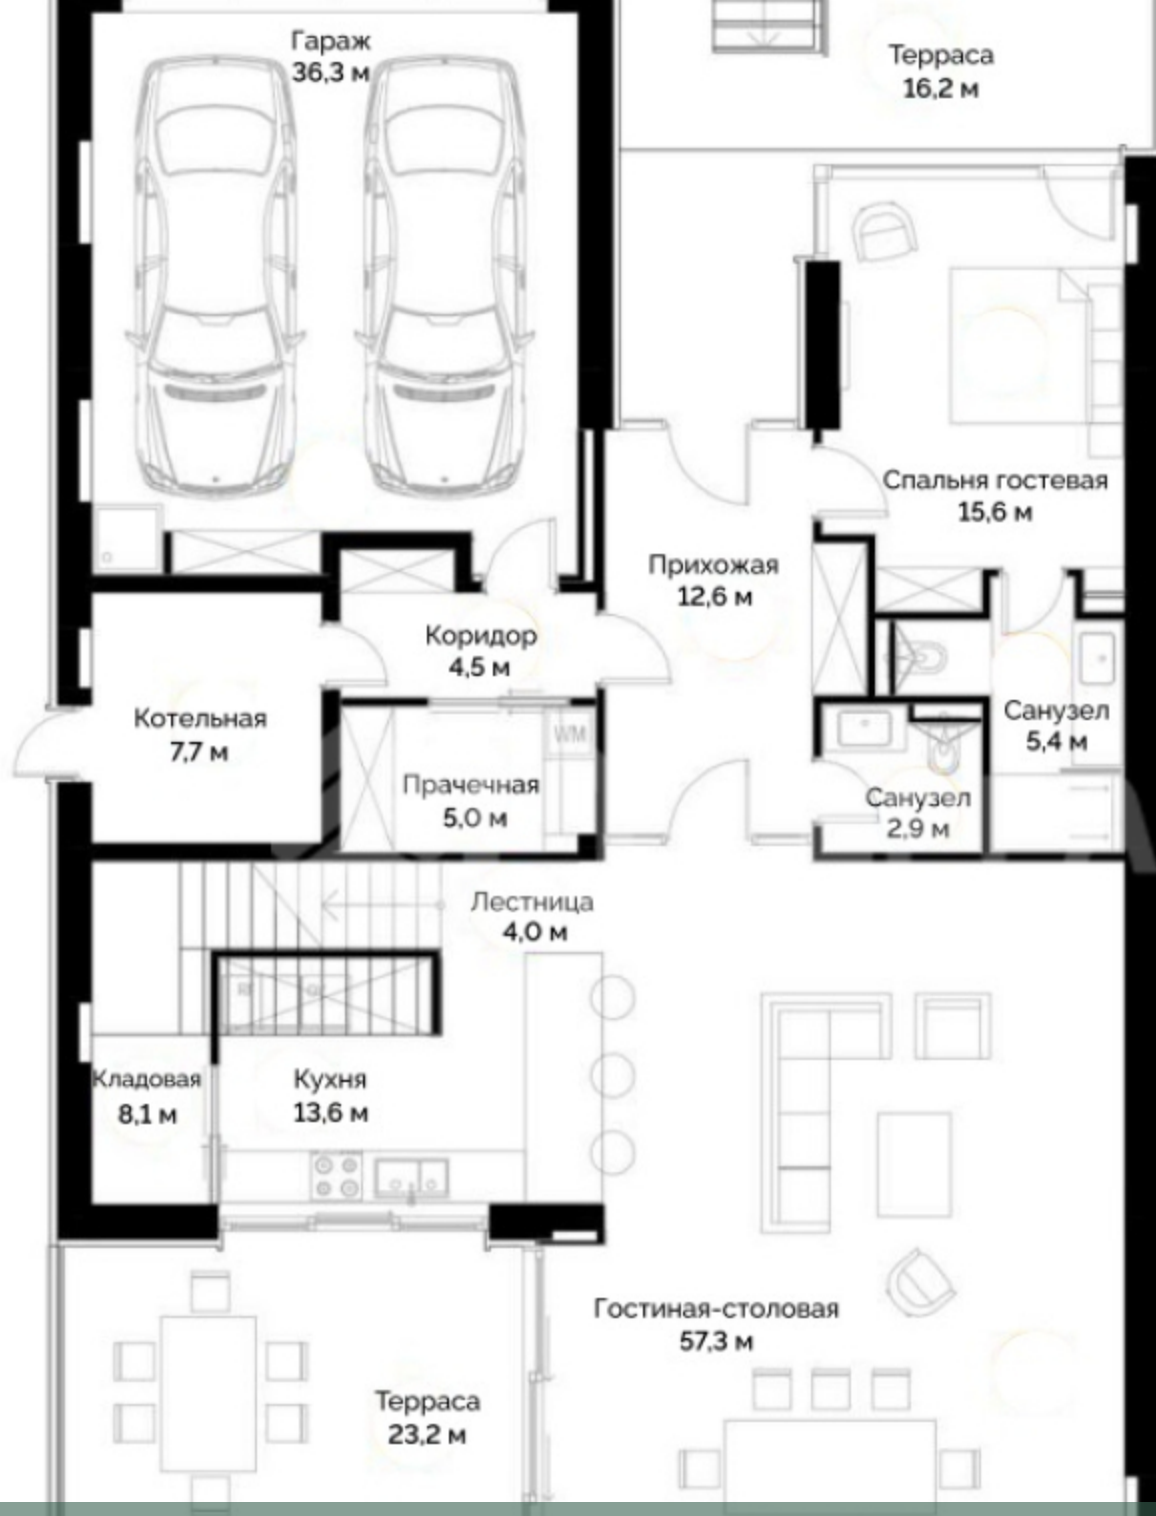 Гараж
36,3 м
Терраса
16,2 м
Спальня гостевая
15,6 м
Прихожая
12,6 м
Коридор
4,5 м
Котельная
7,7 м
Санузел
5,4 м
WM
Прачечная
5,0 м
Санузел
2,9 м
Лестница
4,0 м
Кладовая
8,1 м
Кухня
13,6 м
Гостиная-столовая
57,3 м
Терраса
23,2 м